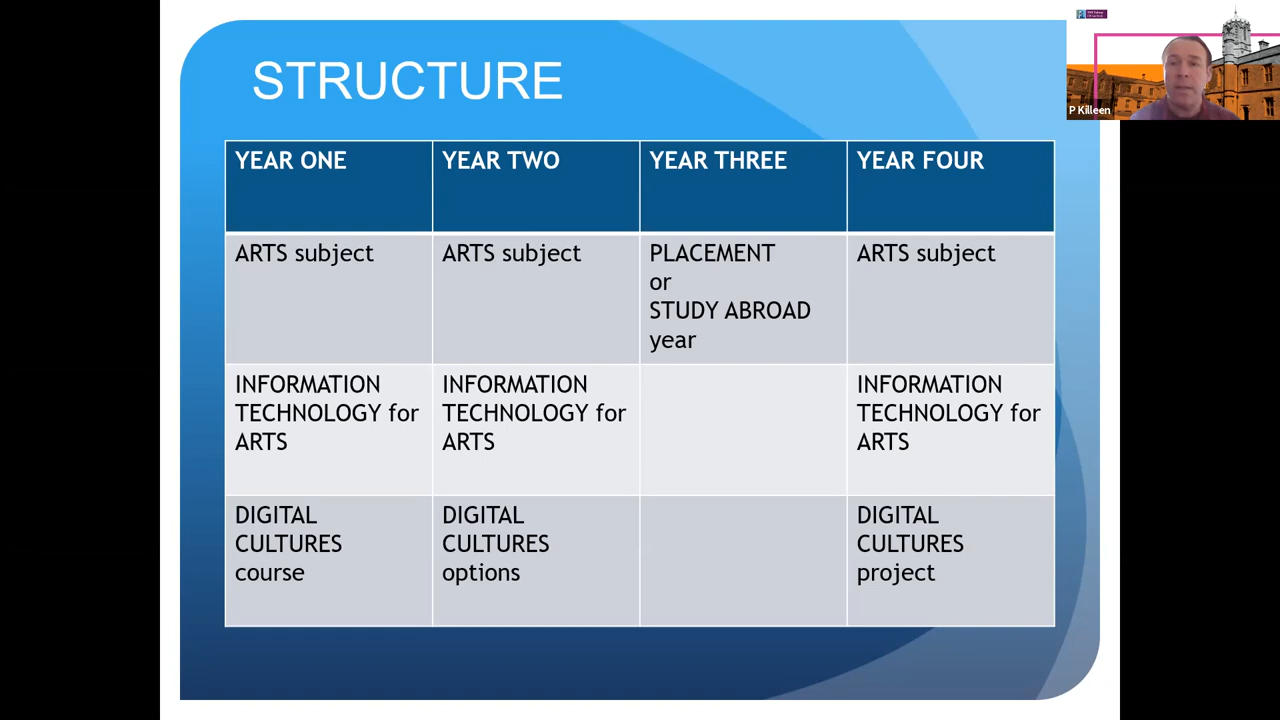 STRUCTURE
P Killeen
YEAR ONE
YEAR TWO
YEAR THREE
YEAR FOUR
ARTS subject
ARTS subject
PLACEMENT
or
STUDY ABROAD
year
ARTS subject
INFORMATION
TECHNOLOGY for
ARTS
INFORMATION
TECHNOLOGY for
ARTS
INFORMATION
TECHNOLOGY for
ARTS
DIGITAL
CULTURES
course
DIGITAL
CULTURES
options
DIGITAL
CULTURES
project